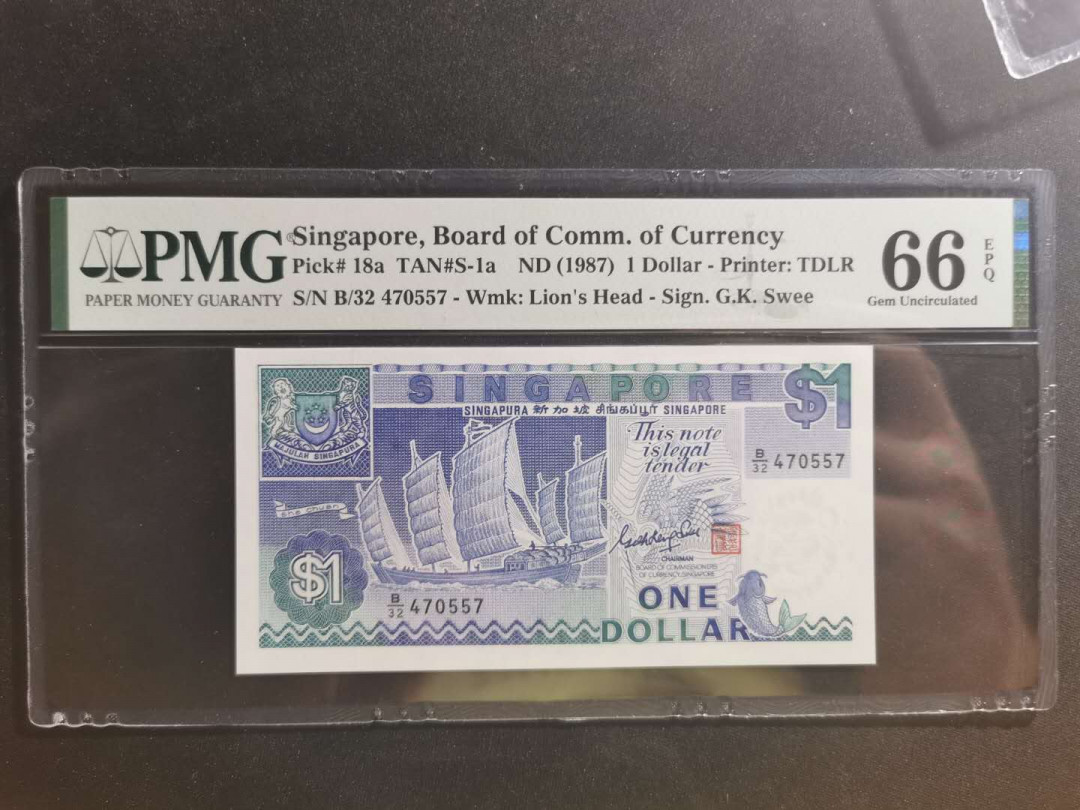 PMG
PAPER MONEY GUARANTY
Singapore, Board of Comm. of Currency
Pick# 18a TAN#S-1a ND (1987) 1 Dollar - Printer: TDLR
S/N B/32 470557 - Wmk: Lion's Head - Sign. G.K. Swee
66
EPQ
Gem Uncirculated
SINGAPORE
$1
SINGAPURA 新加坡 சிங்கப்பூர் SINGAPORE
MAJULAH SINGAPURA
This note
is legal
tender
B/32 470557
sha chuan
$1
B/32 470557
CHAIRMAN
BOARD OF COMMISSIONERS
OF CURRENCY, SINGAPORE
ONE
DOLLAR